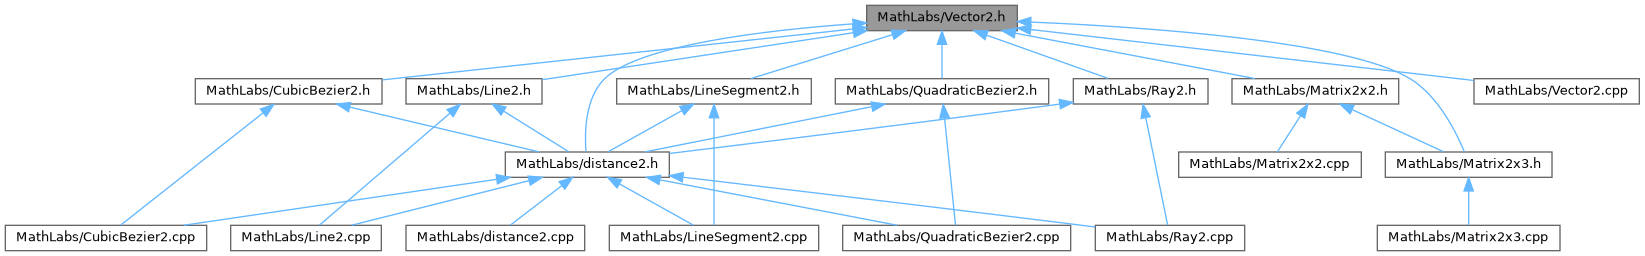 MathLabs/Vector2.h
MathLabs/CubicBezier2.h
MathLabs/Line2.h
MathLabs/LineSegment2.h
MathLabs/QuadraticBezier2.h
MathLabs/Ray2.h
MathLabs/Matrix2x2.h
MathLabs/Vector2.cpp
MathLabs/distance2.h
MathLabs/Matrix2x2.cpp
MathLabs/Matrix2x3.h
MathLabs/CubicBezier2.cpp
MathLabs/Line2.cpp
MathLabs/distance2.cpp
MathLabs/LineSegment2.cpp
MathLabs/QuadraticBezier2.cpp
MathLabs/Ray2.cpp
MathLabs/Matrix2x3.cpp